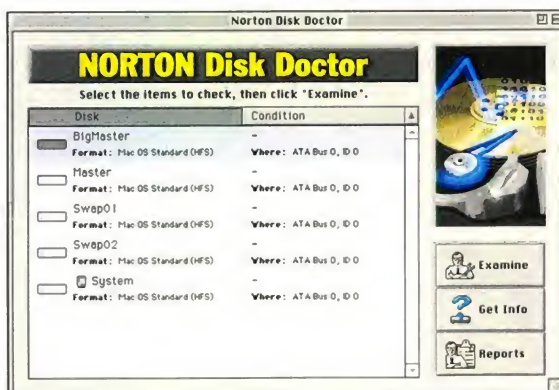 Norton Disk Doctor
NORTON Disk Doctor
Select the items to check, then click "Examine".
Disk Condition
BigMaster -
Format: Mac OS Standard (HFS) Where: ATA Bus 0, ID 0
Master -
Format: Mac OS Standard (HFS) Where: ATA Bus 0, ID 0
Swap01 -
Format: Mac OS Standard (HFS) Where: ATA Bus 0, ID 0
Swap02 -
Format: Mac OS Standard (HFS) Where: ATA Bus 0, ID 0
System -
Format: Mac OS Standard (HFS) Where: ATA Bus 0, ID 0
Examine
Get Info
Reports